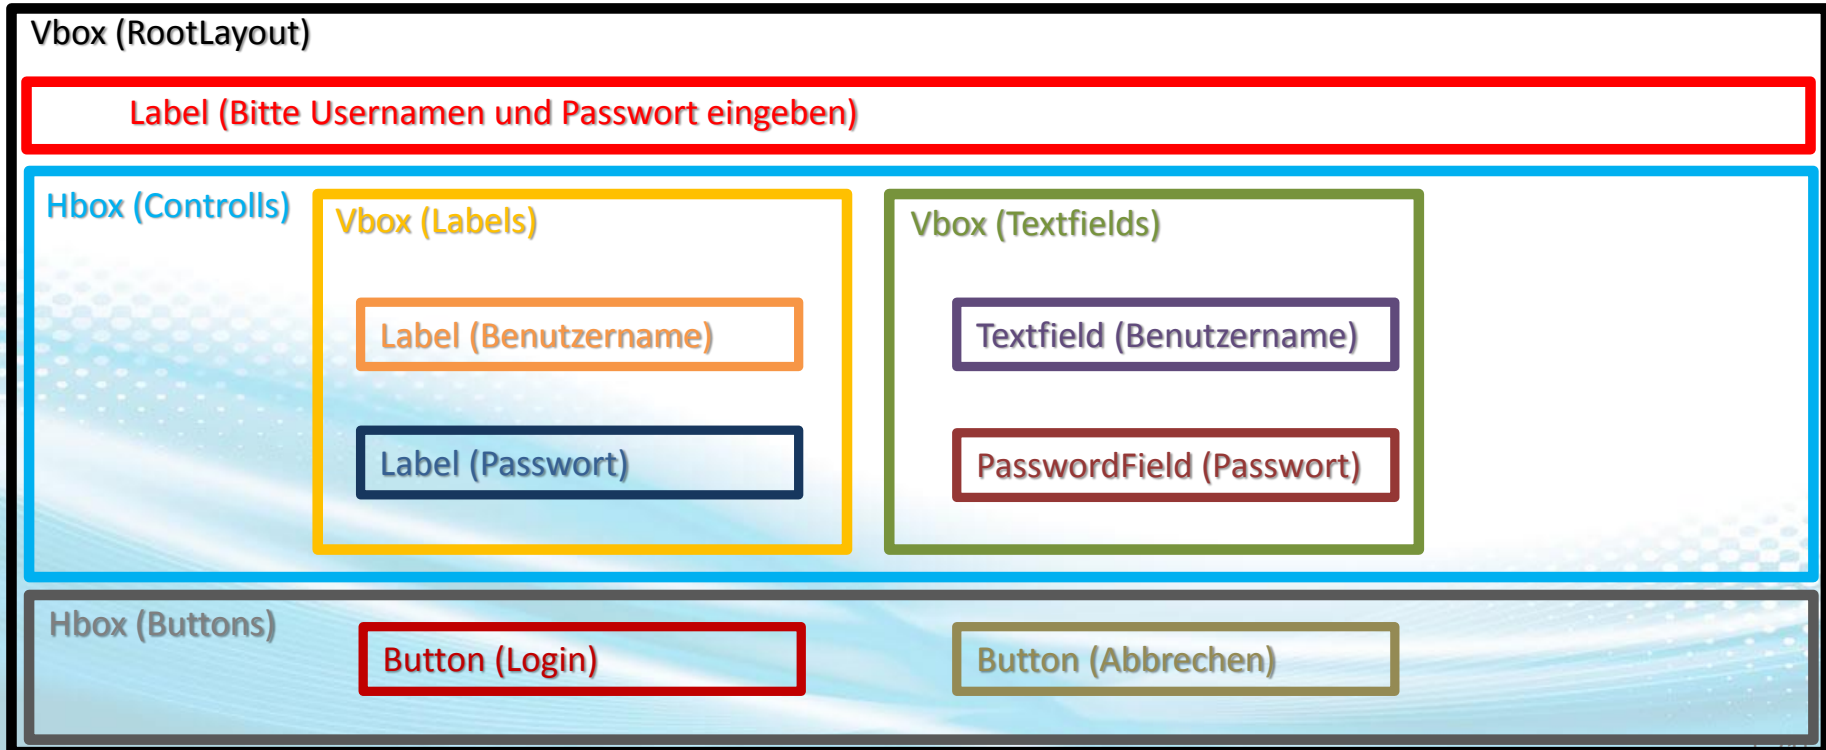 Vbox (RootLayout)
Label (Bitte Usernamen und Passwort eingeben)
Hbox (Controlls)
Vbox (Labels)
Vbox (Textfields)
Label (Benutzername)
Textfield (Benutzername)
Label (Passwort)
PasswordField (Passwort)
Hbox (Buttons)
Button (Login)
Button (Abbrechen)